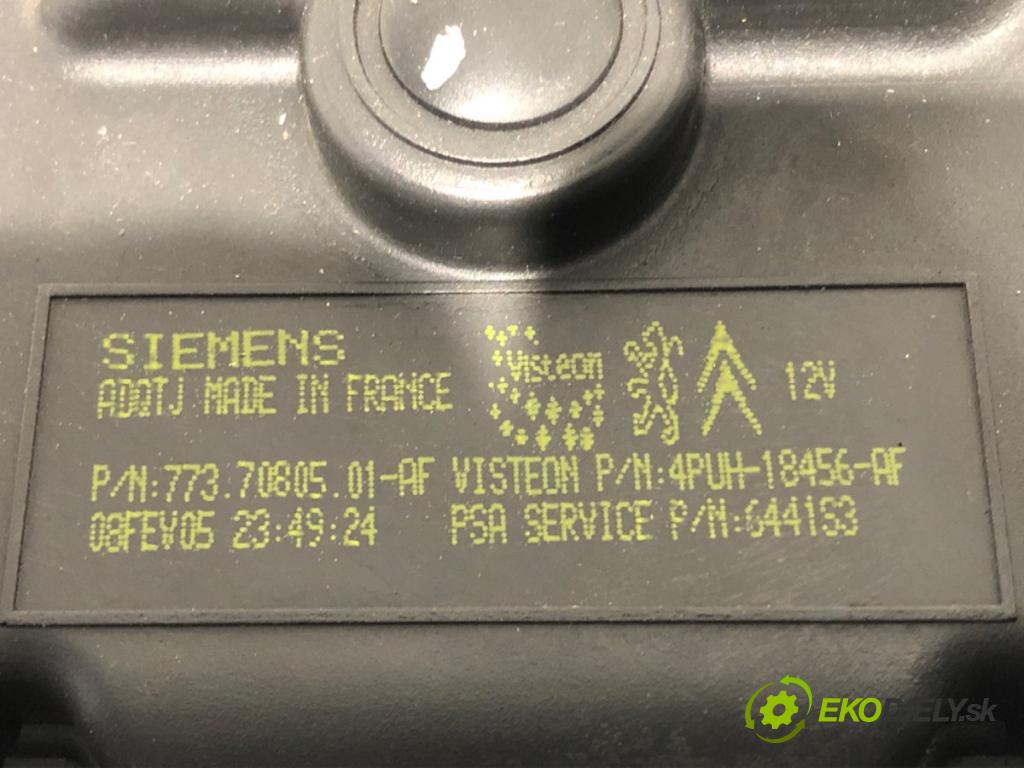 SIEMENS
ADQTJ MADE IN FRANCE
Visteon
12V
P/N:773.70805.01-AF VISTEON P/N:4PUH-18456-AF
08FEV05 23:49:24 PSA SERVICE P/N:6441S3
EKODIELY.sk